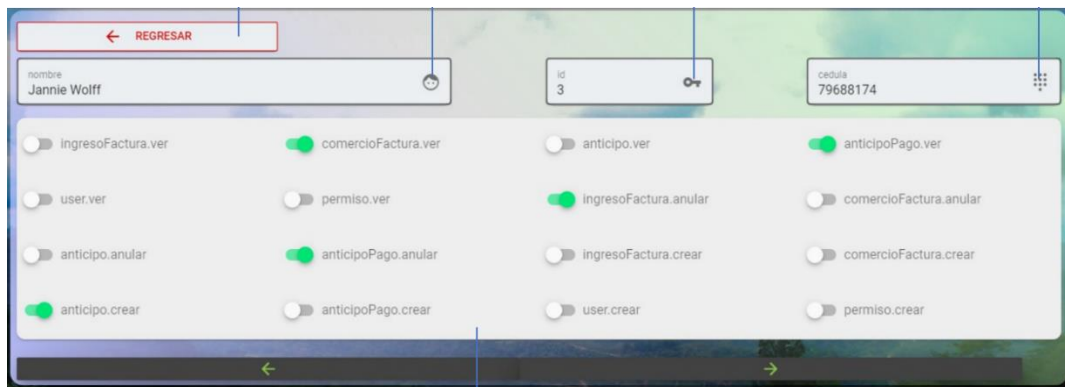 REGRESAR
nombre id cedula
Jannie Wolff 3 79688174
ingresoFactura.ver comercioFactura.ver anticipo.ver anticipoPago.ver
user.ver permiso.ver ingresoFactura.anular comercioFactura.anular
anticipo.anular anticipoPago.anular ingresoFactura.crear comercioFactura.crear
anticipo.crear anticipoPago.crear user.crear permiso.crear